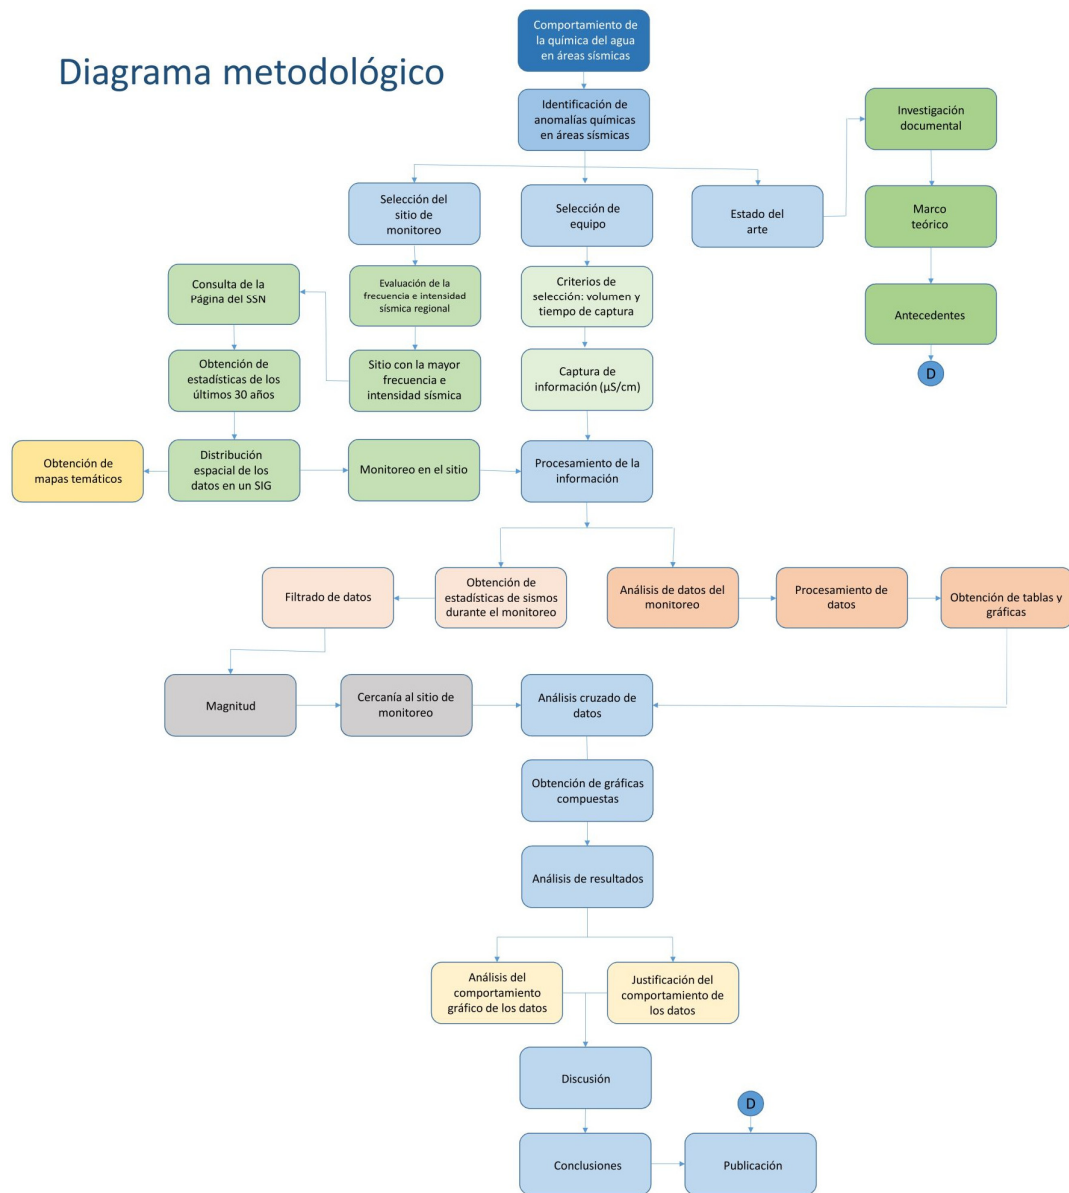 Comportamiento de
la química del agua
en áreas sísmicas
Diagrama metodológico
Identificación de
anomalías químicas
en áreas sísmicas
Investigación
documental
Selección del
sitio de
monitoreo
Selección de
equipo
Estado del
arte
Marco
teórico
Consulta de la
Página del SSN
Evaluación de la
frecuencia e intensidad
sísmica regional
Criterios de
selección: volumen y
tiempo de captura
Antecedentes
Obtención de
estadísticas de los
últimos 30 años
Sitio con la mayor
frecuencia e
intensidad sísmica
Captura de
información (µS/cm)
D
Obtención de
mapas temáticos
Distribución
espacial de los
datos en un SIG
Monitoreo en el sitio
Procesamiento de la
información
Filtrado de datos
Obtención de
estadísticas de sismos
durante el monitoreo
Análisis de datos del
monitoreo
Procesamiento de
datos
Obtención de tablas y
gráficas
Magnitud
Cercanía al sitio de
monitoreo
Análisis cruzado de
datos
Obtención de gráficas
compuestas
Análisis de resultados
Análisis del
comportamiento
gráfico de los datos
Justificación del
comportamiento de
los datos
Discusión
D
Conclusiones
Publicación